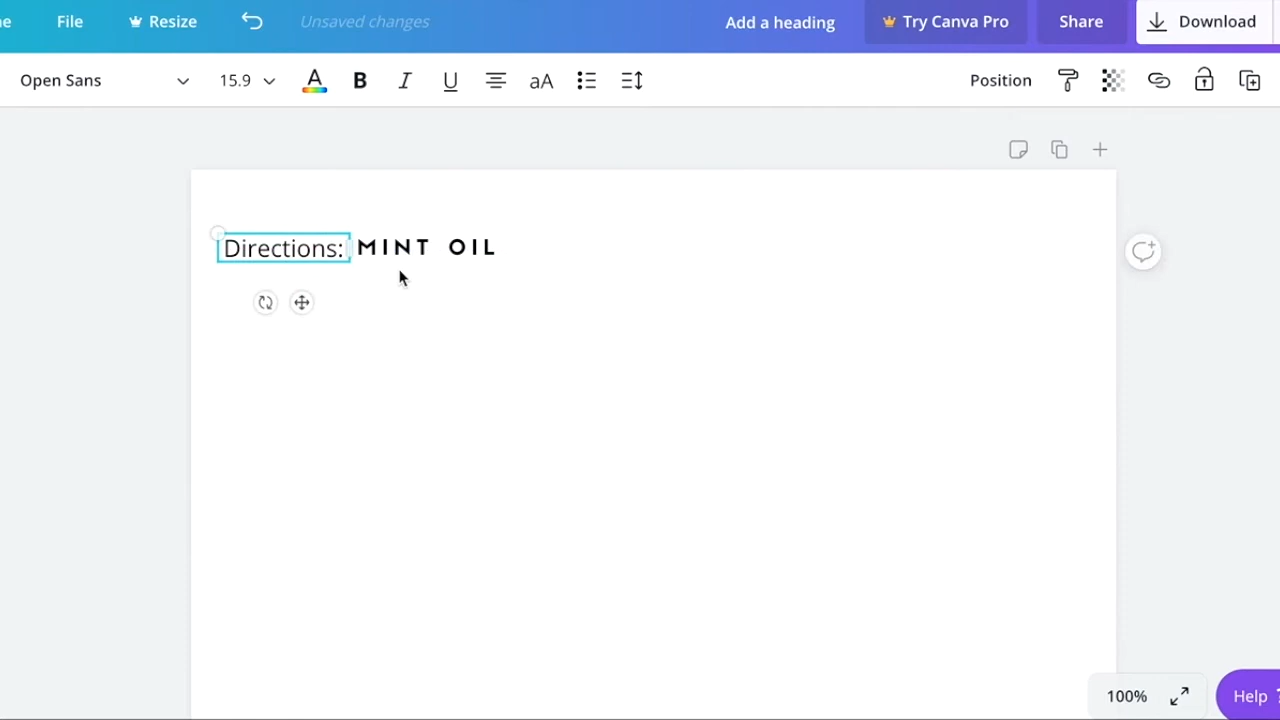 File Resize Unsaved changes Add a heading Try Canva Pro Share Download
Open Sans 15.9 A B I U aA Position
Directions: MINT OIL
100% Help